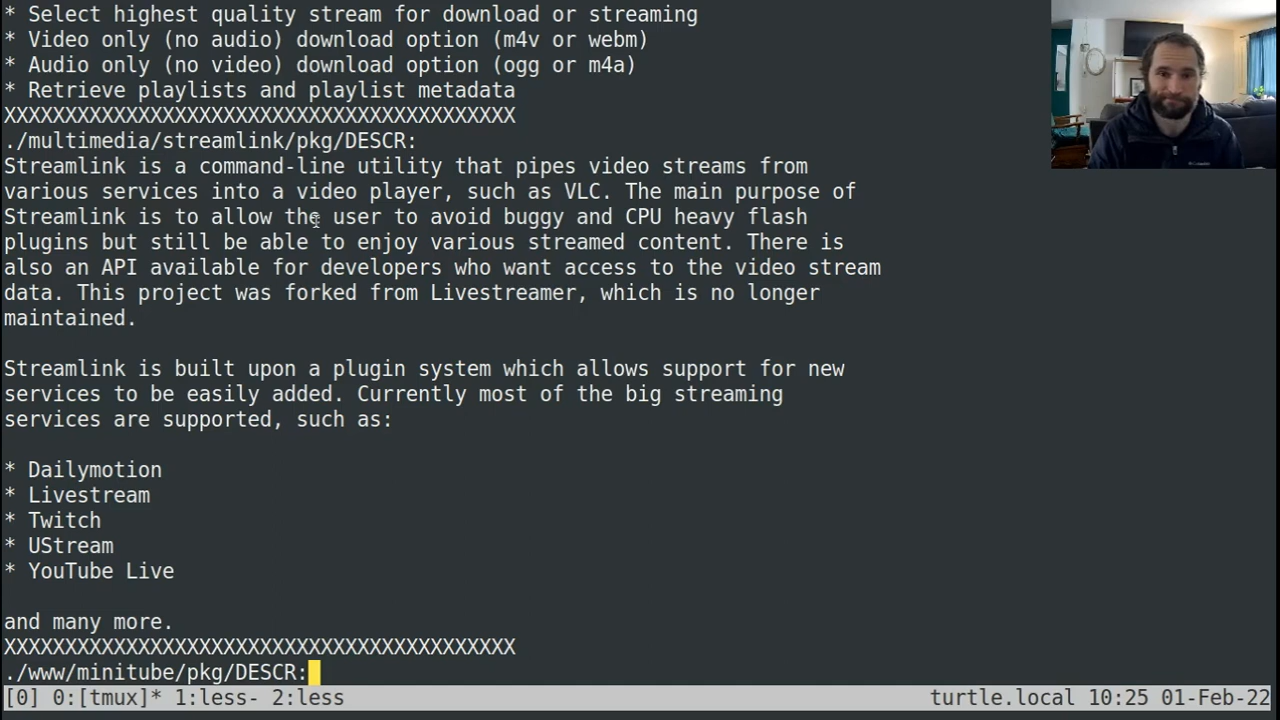 * Select highest quality stream for download or streaming
* Video only (no audio) download option (m4v or webm)
* Audio only (no video) download option (ogg or m4a)
* Retrieve playlists and playlist metadata
XXXXXXXXXXXXXXXXXXXXXXXXXXXXXXXXXXXXXXXXXX
./multimedia/streamlink/pkg/DESCR:
Streamlink is a command-line utility that pipes video streams from
various services into a video player, such as VLC. The main purpose of
Streamlink is to allow the user to avoid buggy and CPU heavy flash
plugins but still be able to enjoy various streamed content. There is
also an API available for developers who want access to the video stream
data. This project was forked from Livestreamer, which is no longer
maintained.
Streamlink is built upon a plugin system which allows support for new
services to be easily added. Currently most of the big streaming
services are supported, such as:
* Dailymotion
* Livestream
* Twitch
* UStream
* YouTube Live
and many more.
XXXXXXXXXXXXXXXXXXXXXXXXXXXXXXXXXXXXXXXXXX
./www/minitube/pkg/DESCR:
[0] 0:[tmux]* 1:less- 2:less turtle.local 10:25 01-Feb-22